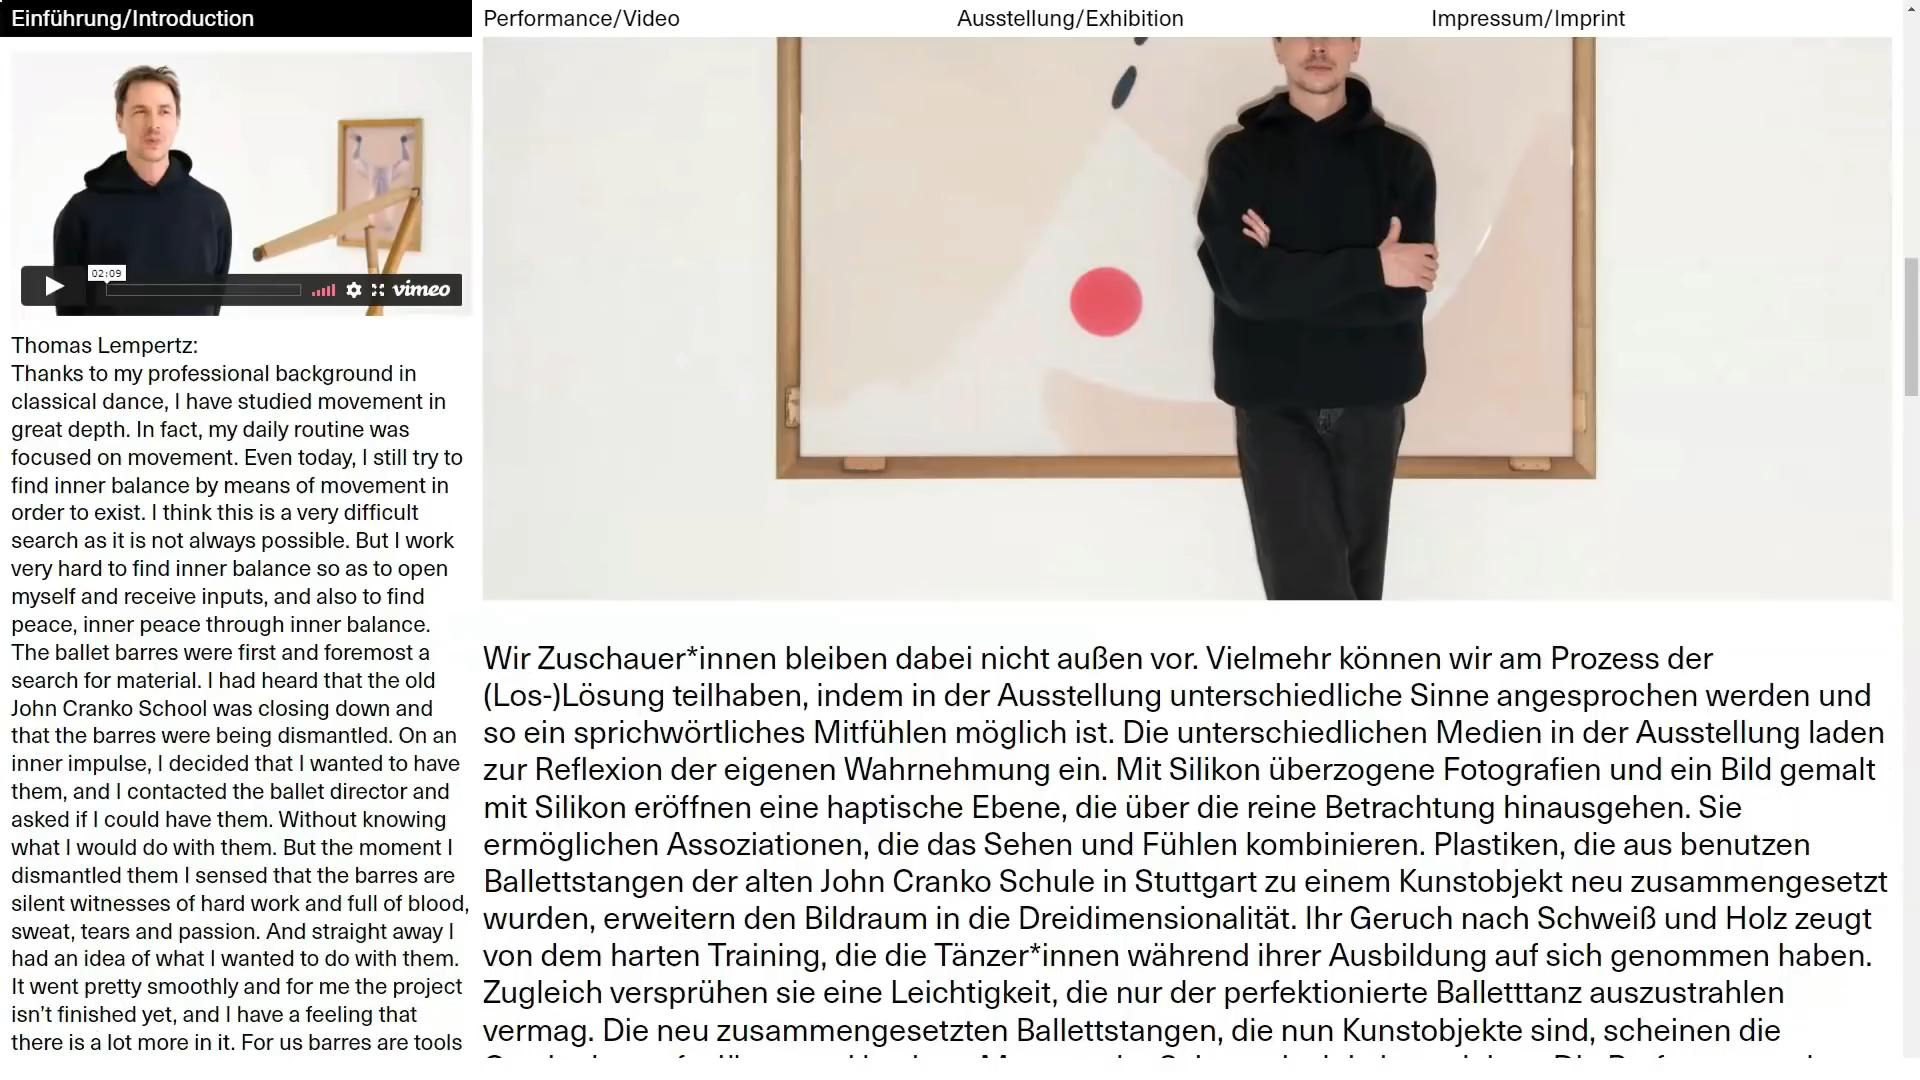 Einführung/Introduction
Performance/Video
Ausstellung/Exhibition
Impressum/Imprint
02:09
vimeo
Thomas Lempertz:
Thanks to my professional background in
classical dance, I have studied movement in
great depth. In fact, my daily routine was
focused on movement. Even today, I still try to
find inner balance by means of movement in
order to exist. I think this is a very difficult
search as it is not always possible. But I work
very hard to find inner balance so as to open
myself and receive inputs, and also to find
peace, inner peace through inner balance.
The ballet barres were first and foremost a
search for material. I had heard that the old
John Cranko School was closing down and
that the barres were being dismantled. On an
inner impulse, I decided that I wanted to have
them, and I contacted the ballet director and
asked if I could have them. Without knowing
what I would do with them. But the moment I
dismantled them I sensed that the barres are
silent witnesses of hard work and full of blood,
sweat, tears and passion. And straight away I
had an idea of what I wanted to do with them.
It went pretty smoothly and for me the project
isn't finished yet, and I have a feeling that
there is a lot more in it. For us barres are tools
Wir Zuschauer*innen bleiben dabei nicht außen vor. Vielmehr können wir am Prozess der
(Los-)Lösung teilhaben, indem in der Ausstellung unterschiedliche Sinne angesprochen werden und
so ein sprichwörtliches Mitfühlen möglich ist. Die unterschiedlichen Medien in der Ausstellung laden
zur Reflexion der eigenen Wahrnehmung ein. Mit Silikon überzogene Fotografien und ein Bild gemalt
mit Silikon eröffnen eine haptische Ebene, die über die reine Betrachtung hinausgehen. Sie
ermöglichen Assoziationen, die das Sehen und Fühlen kombinieren. Plastiken, die aus benutzen
Ballettstangen der alten John Cranko Schule in Stuttgart zu einem Kunstobjekt neu zusammengesetzt
wurden, erweitern den Bildraum in die Dreidimensionalität. Ihr Geruch nach Schweiß und Holz zeugt
von dem harten Training, die die Tänzer*innen während ihrer Ausbildung auf sich genommen haben.
Zugleich versprühen sie eine Leichtigkeit, die nur der perfektionierte Balletttanz auszustrahlen
vermag. Die neu zusammengesetzten Ballettstangen, die nun Kunstobjekte sind, scheinen die